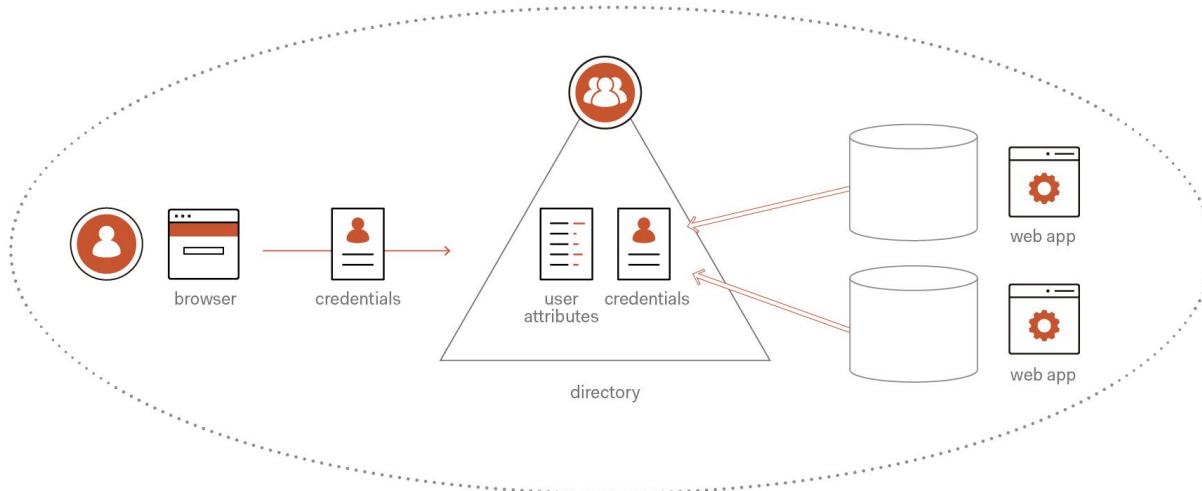 browser
credentials
user
attributes
credentials
directory
web app
web app